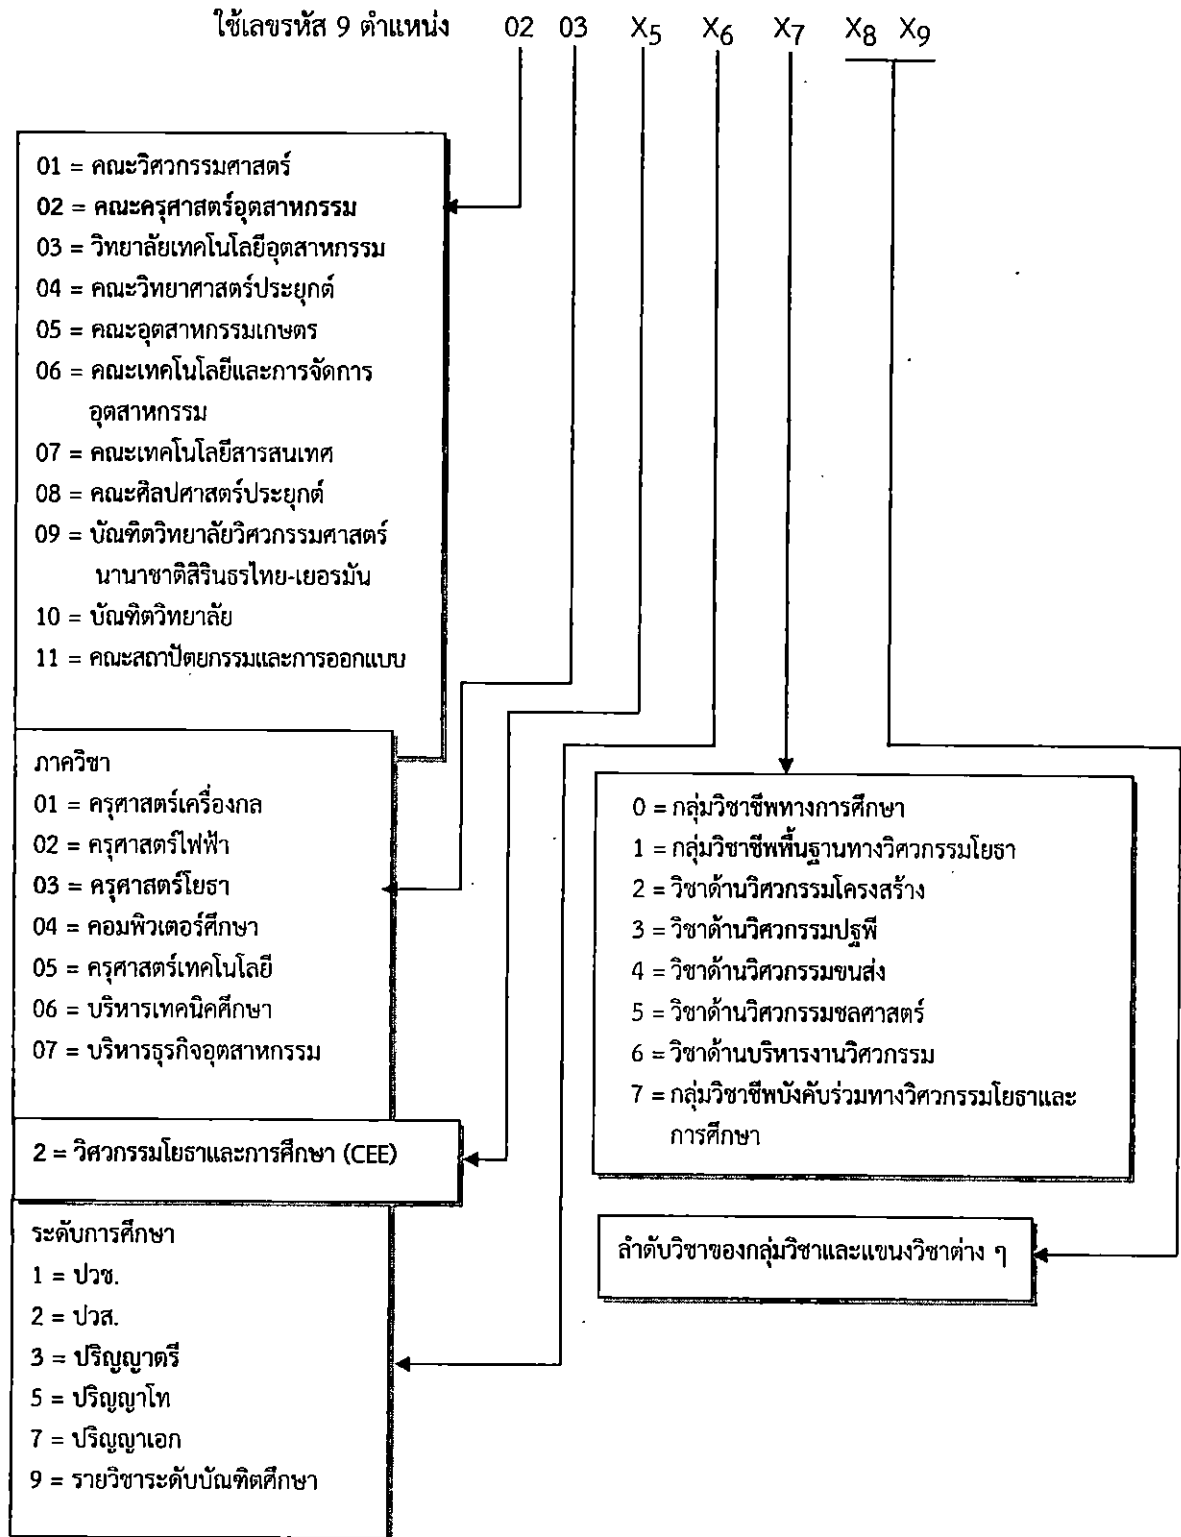 ใช้เลขรหัส 9 ตำแหน่ง 02 03 X5 X6 X7 X8 X9
01 = คณะวิศวกรรมศาสตร์
02 = คณะครุศาสตร์อุตสาหกรรม
03 = วิทยาลัยเทคโนโลยีอุตสาหกรรม
04 = คณะวิทยาศาสตร์ประยุกต์
05 = คณะอุตสาหกรรมเกษตร
06 = คณะเทคโนโลยีและการจัดการ
อุตสาหกรรม
07 = คณะเทคโนโลยีสารสนเทศ
08 = คณะศิลปศาสตร์ประยุกต์
09 = บัณฑิตวิทยาลัยวิศวกรรมศาสตร์
นานาชาติสิรินธรไทย-เยอรมัน
10 = บัณฑิตวิทยาลัย
11 = คณะสถาปัตยกรรมและการออกแบบ
ภาควิชา
01 = ครุศาสตร์เครื่องกล
02 = ครุศาสตร์ไฟฟ้า
03 = ครุศาสตร์โยธา
04 = คอมพิวเตอร์ศึกษา
05 = ครุศาสตร์เทคโนโลยี
06 = บริหารเทคนิคศึกษา
07 = บริหารธุรกิจอุตสาหกรรม
2 = วิศวกรรมโยธาและการศึกษา (CEE)
ระดับการศึกษา
1 = ปวช.
2 = ปวส.
3 = ปริญญาตรี
5 = ปริญญาโท
7 = ปริญญาเอก
9 = รายวิชาระดับบัณฑิตศึกษา
0 = กลุ่มวิชาชีพทางการศึกษา
1 = กลุ่มวิชาชีพพื้นฐานทางวิศวกรรมโยธา
2 = วิชาด้านวิศวกรรมโครงสร้าง
3 = วิชาด้านวิศวกรรมปฐพี
4 = วิชาด้านวิศวกรรมขนส่ง
5 = วิชาด้านวิศวกรรมชลศาสตร์
6 = วิชาด้านบริหารงานวิศวกรรม
7 = กลุ่มวิชาชีพบังคับร่วมทางวิศวกรรมโยธาและ
การศึกษา
ลำดับวิชาของกลุ่มวิชาและแขนงวิชาต่าง ๆ